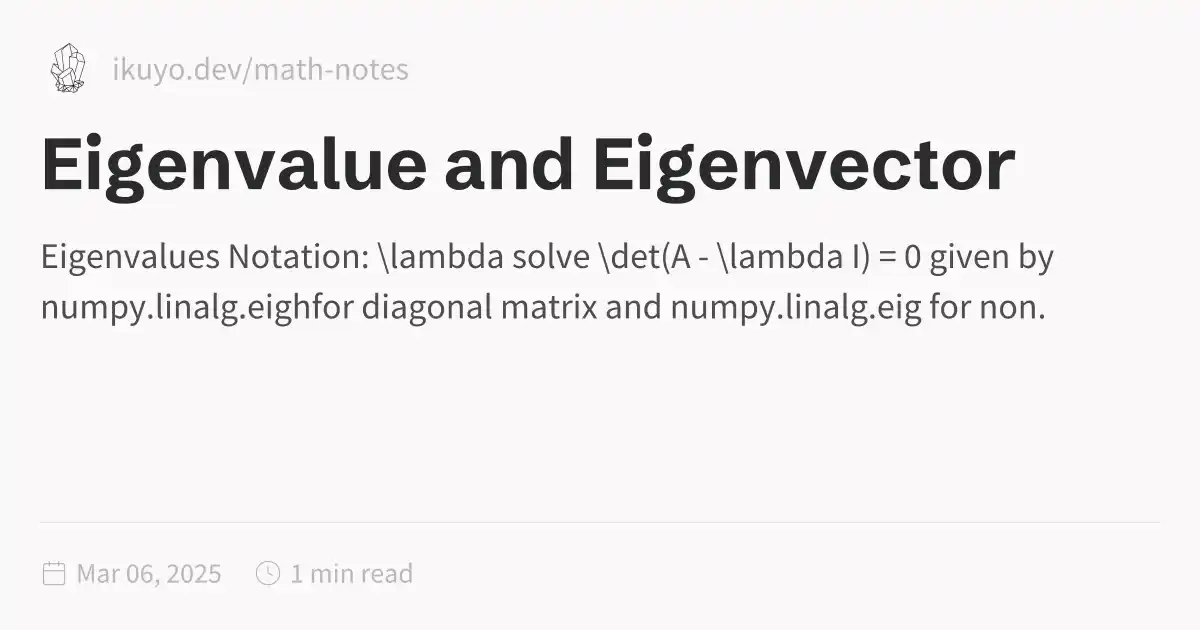 ikuyo.dev/math-notes
Eigenvalue and Eigenvector
Eigenvalues Notation: \lambda solve \det(A - \lambda I) = 0 given by
numpy.linalg.eighfor diagonal matrix and numpy.linalg.eig for non.
Mar 06, 2025 1 min read